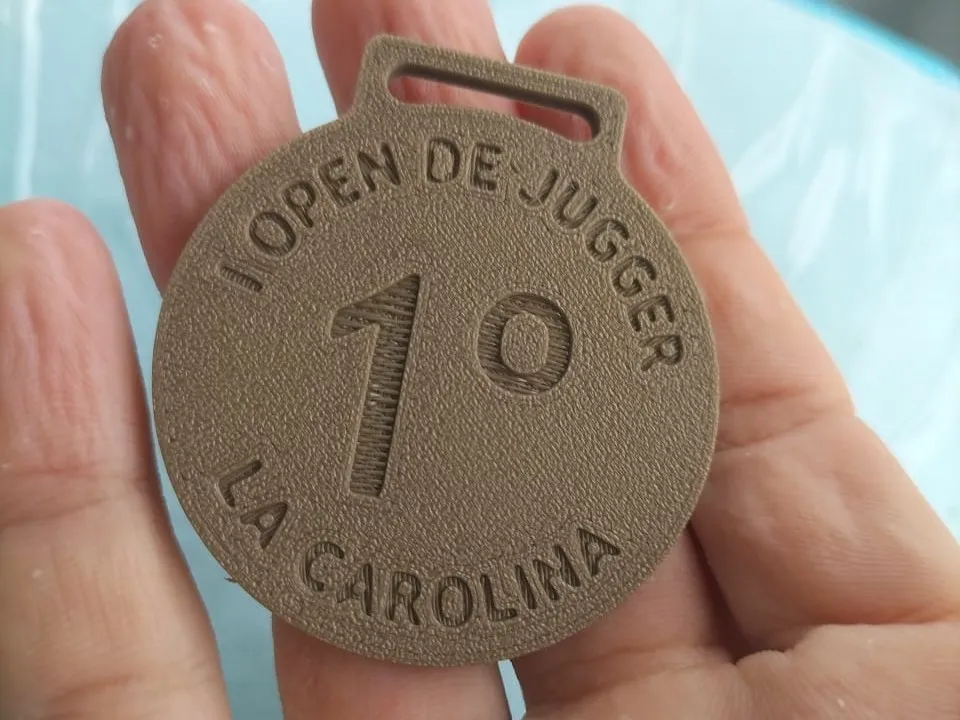 I OPEN DE JUGGER
1º
LA CAROLINA